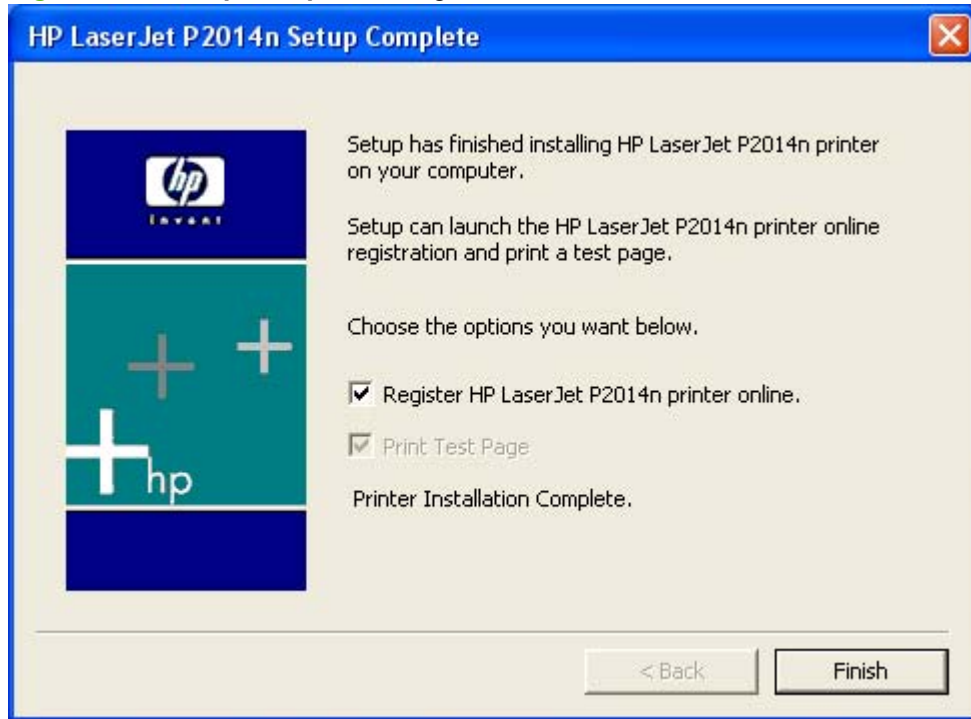 HP LaserJet P2014n Setup Complete
hp
invent
Setup has finished installing HP LaserJet P2014n printer
on your computer.
Setup can launch the HP LaserJet P2014n printer online
registration and print a test page.
Choose the options you want below.
Register HP LaserJet P2014n printer online.
Print Test Page
hp
Printer Installation Complete.
< Back
Finish